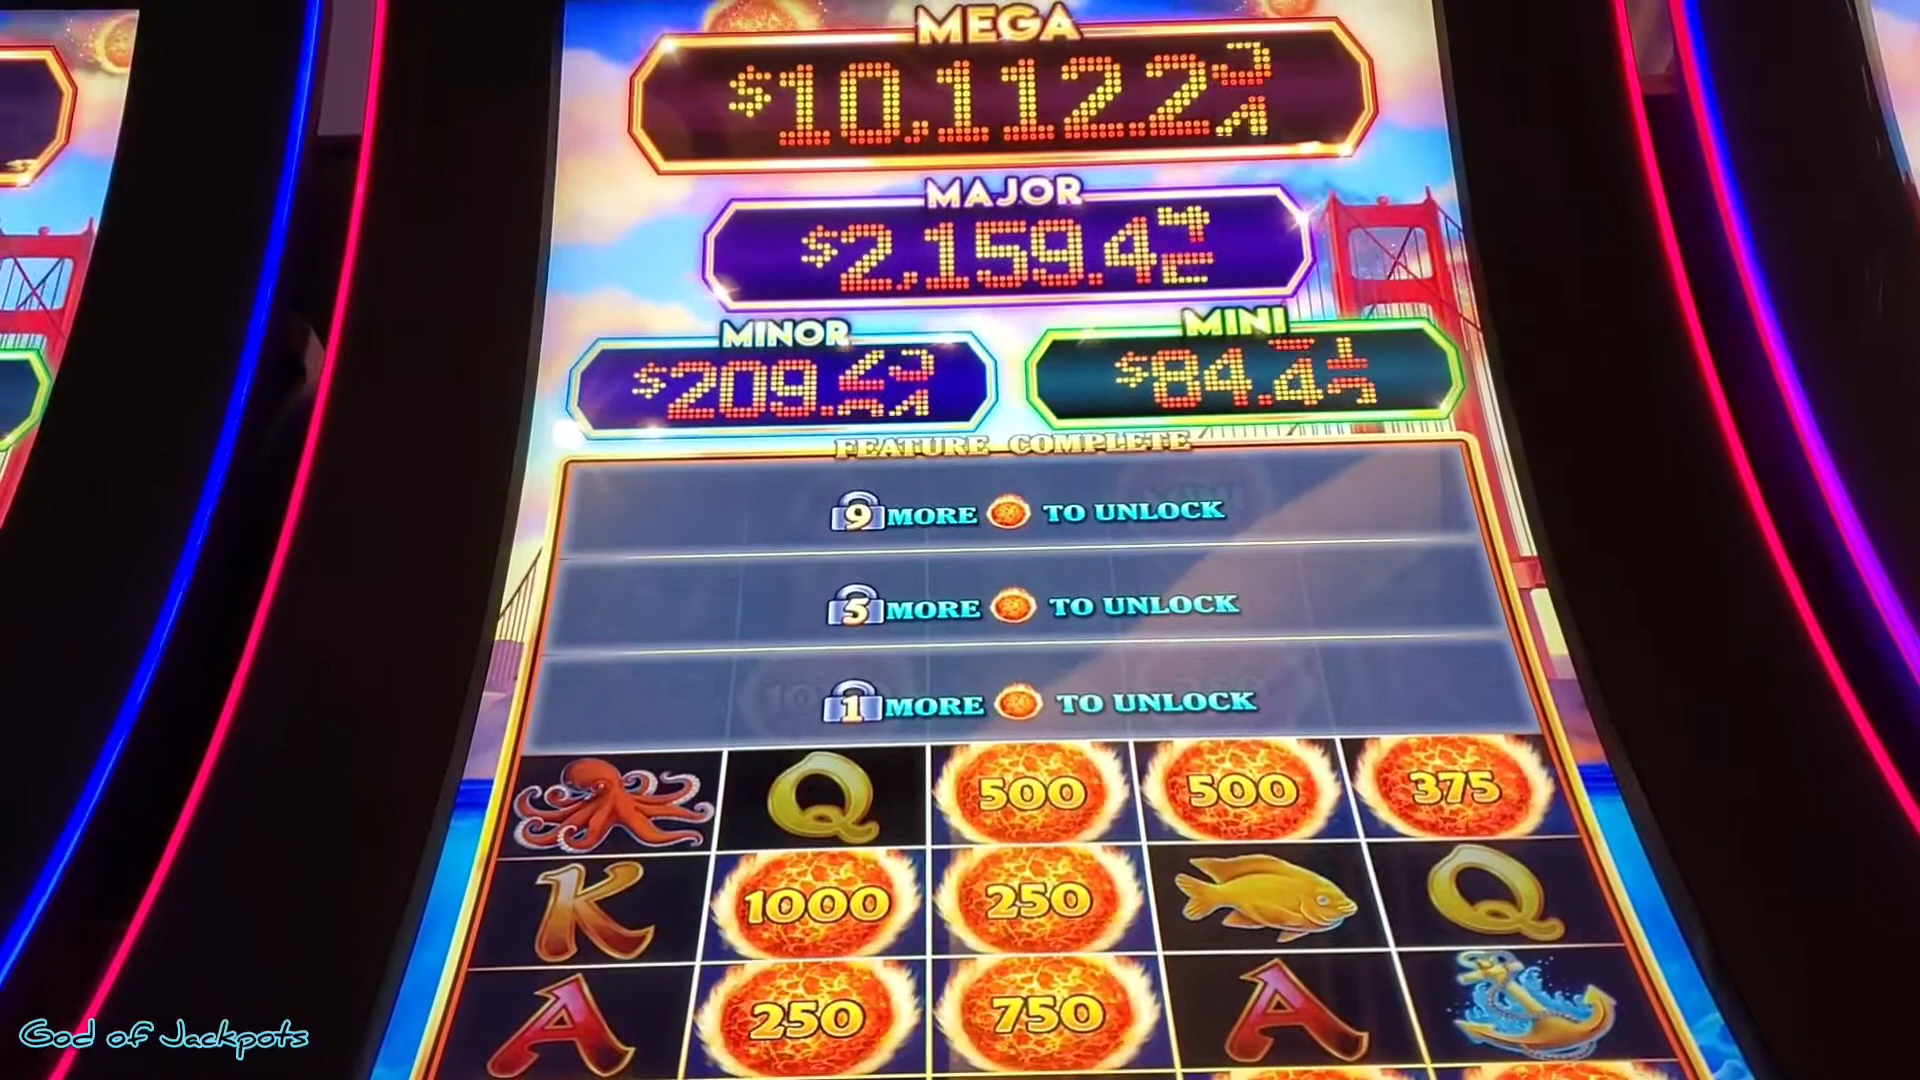 MEGA
$10,112.2
MAJOR
$2,159.4
MINOR
MINI
$209.
$84.4
FEATURE COMPLETE
9 MORE TO UNLOCK
5 MORE TO UNLOCK
1 MORE TO UNLOCK
Q 500 500 375
K 1000 250 Q
A 250 750 A
God of Jackpots